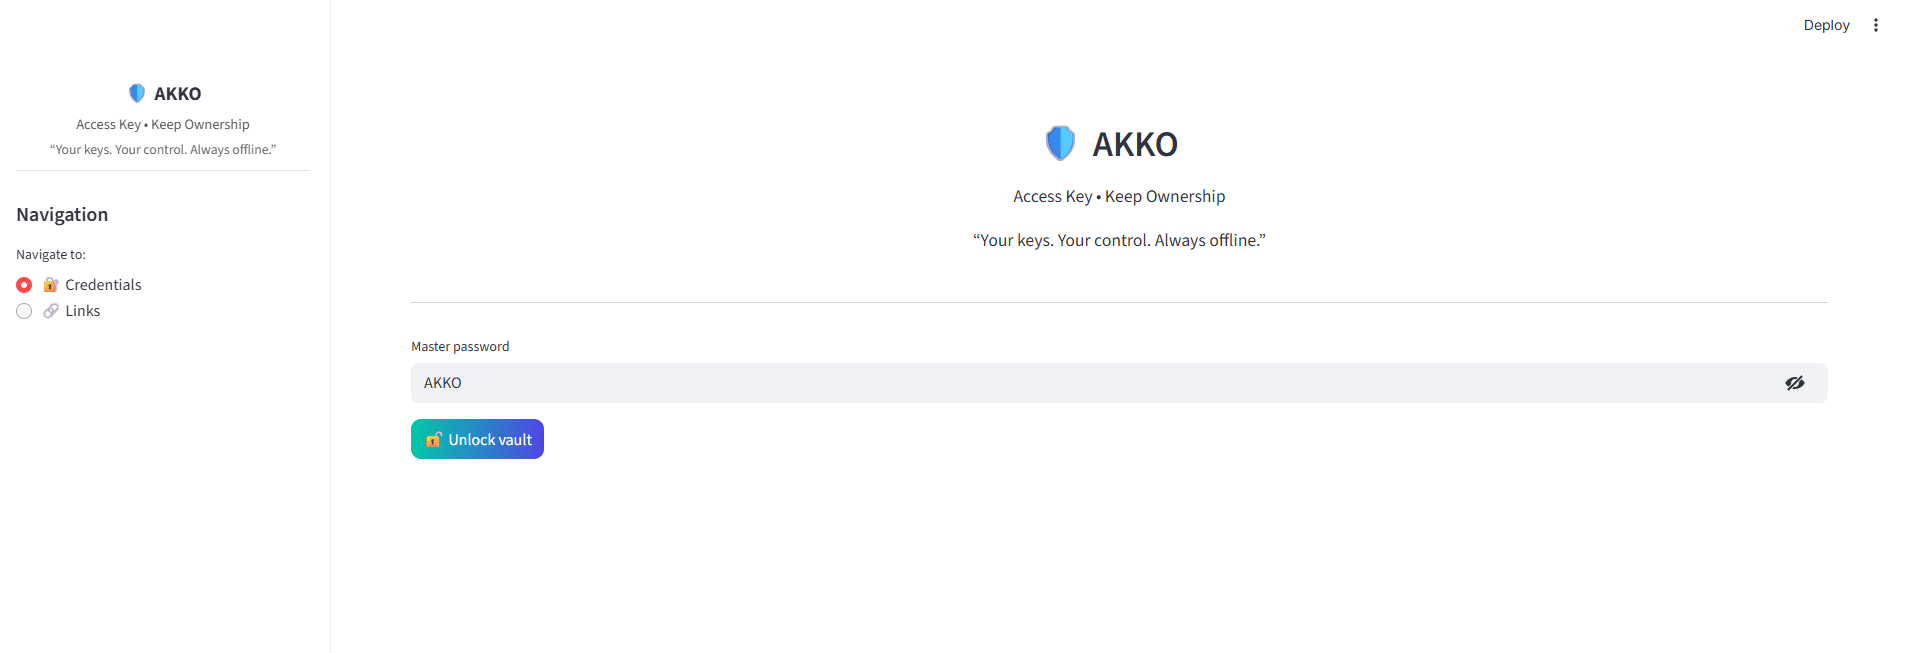 Deploy
AKKO
Access Key • Keep Ownership
“Your keys. Your control. Always offline.”
Navigation
Navigate to:
Credentials
Links
AKKO
Access Key • Keep Ownership
“Your keys. Your control. Always offline.”
Master password
AKKO
Unlock vault